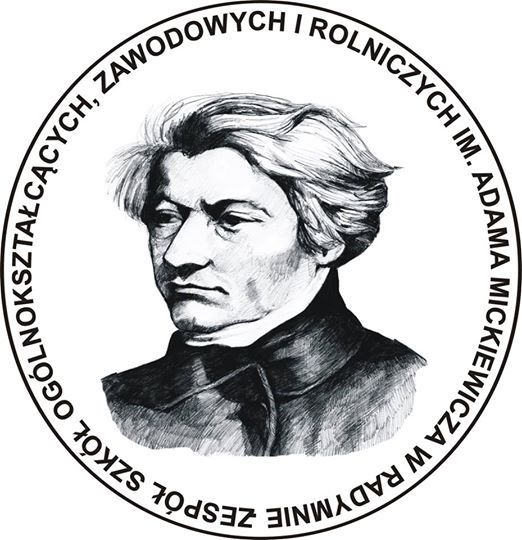 ZESPÓŁ SZKÓŁ OGÓLNOKSZTAŁCĄCYCH, ZAWODOWYCH I ROLNICZYCH IM. ADAMA MICKIEWICZA W RADYMNIE